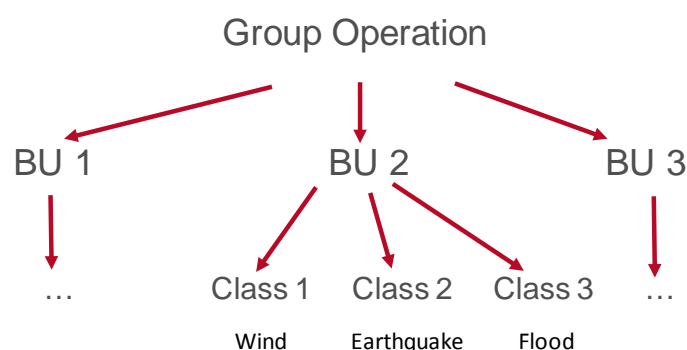 Group Operation
BU 1 BU 2 BU 3
… Class 1 Class 2 Class 3 …
Wind Earthquake Flood